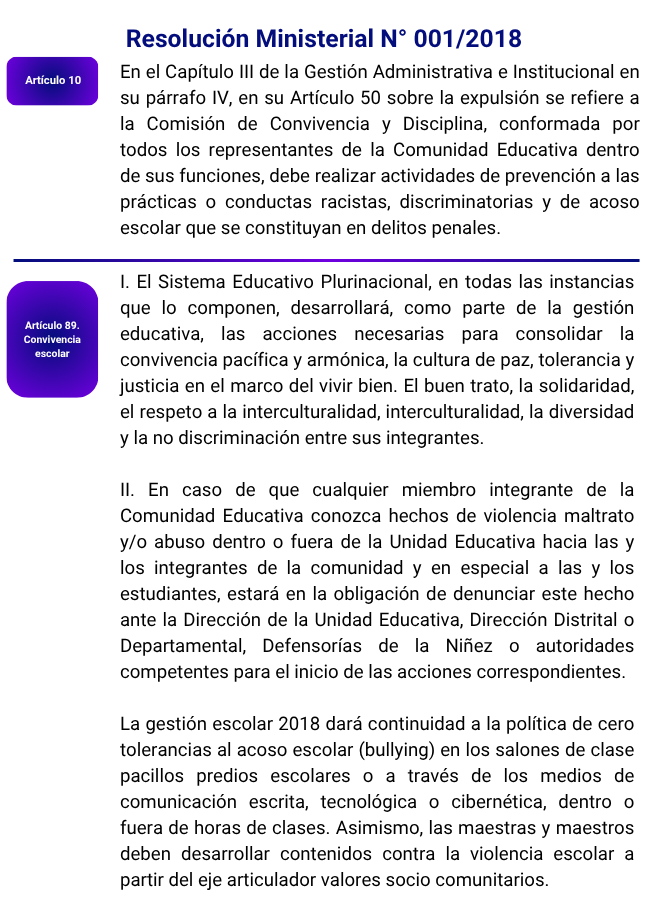 Resolución Ministerial N° 001/2018
Artículo 10
En el Capítulo III de la Gestión Administrativa e Institucional en
su párrafo IV, en su Artículo 50 sobre la expulsión se refiere a
la Comisión de Convivencia y Disciplina, conformada por
todos los representantes de la Comunidad Educativa dentro
de sus funciones, debe realizar actividades de prevención a las
prácticas o conductas racistas, discriminatorias y de acoso
escolar que se constituyan en delitos penales.
Artículo 89.
Convivencia
escolar
I. El Sistema Educativo Plurinacional, en todas las instancias
que lo componen, desarrollará, como parte de la gestión
educativa, las acciones necesarias para consolidar la
convivencia pacífica y armónica, la cultura de paz, tolerancia y
justicia en el marco del vivir bien. El buen trato, la solidaridad,
el respeto a la interculturalidad, interculturalidad, la diversidad
y la no discriminación entre sus integrantes.
II. En caso de que cualquier miembro integrante de la
Comunidad Educativa conozca hechos de violencia maltrato
y/o abuso dentro o fuera de la Unidad Educativa hacia las y
los integrantes de la comunidad y en especial a las y los
estudiantes, estará en la obligación de denunciar este hecho
ante la Dirección de la Unidad Educativa, Dirección Distrital o
Departamental, Defensorías de la Niñez o autoridades
competentes para el inicio de las acciones correspondientes.
La gestión escolar 2018 dará continuidad a la política de cero
tolerancias al acoso escolar (bullying) en los salones de clase
pacillos predios escolares o a través de los medios de
comunicación escrita, tecnológica o cibernética, dentro o
fuera de horas de clases. Asimismo, las maestras y maestros
deben desarrollar contenidos contra la violencia escolar a
partir del eje articulador valores socio comunitarios.